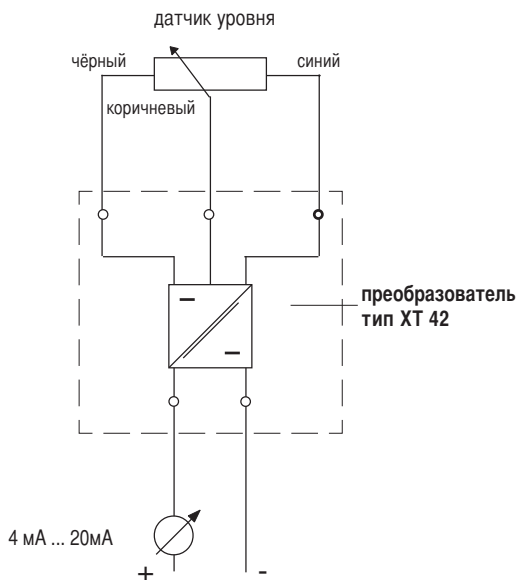 датчик уровня
чёрный
синий
коричневый
преобразователь
тип XT 42
4 мА ... 20мА
+ -